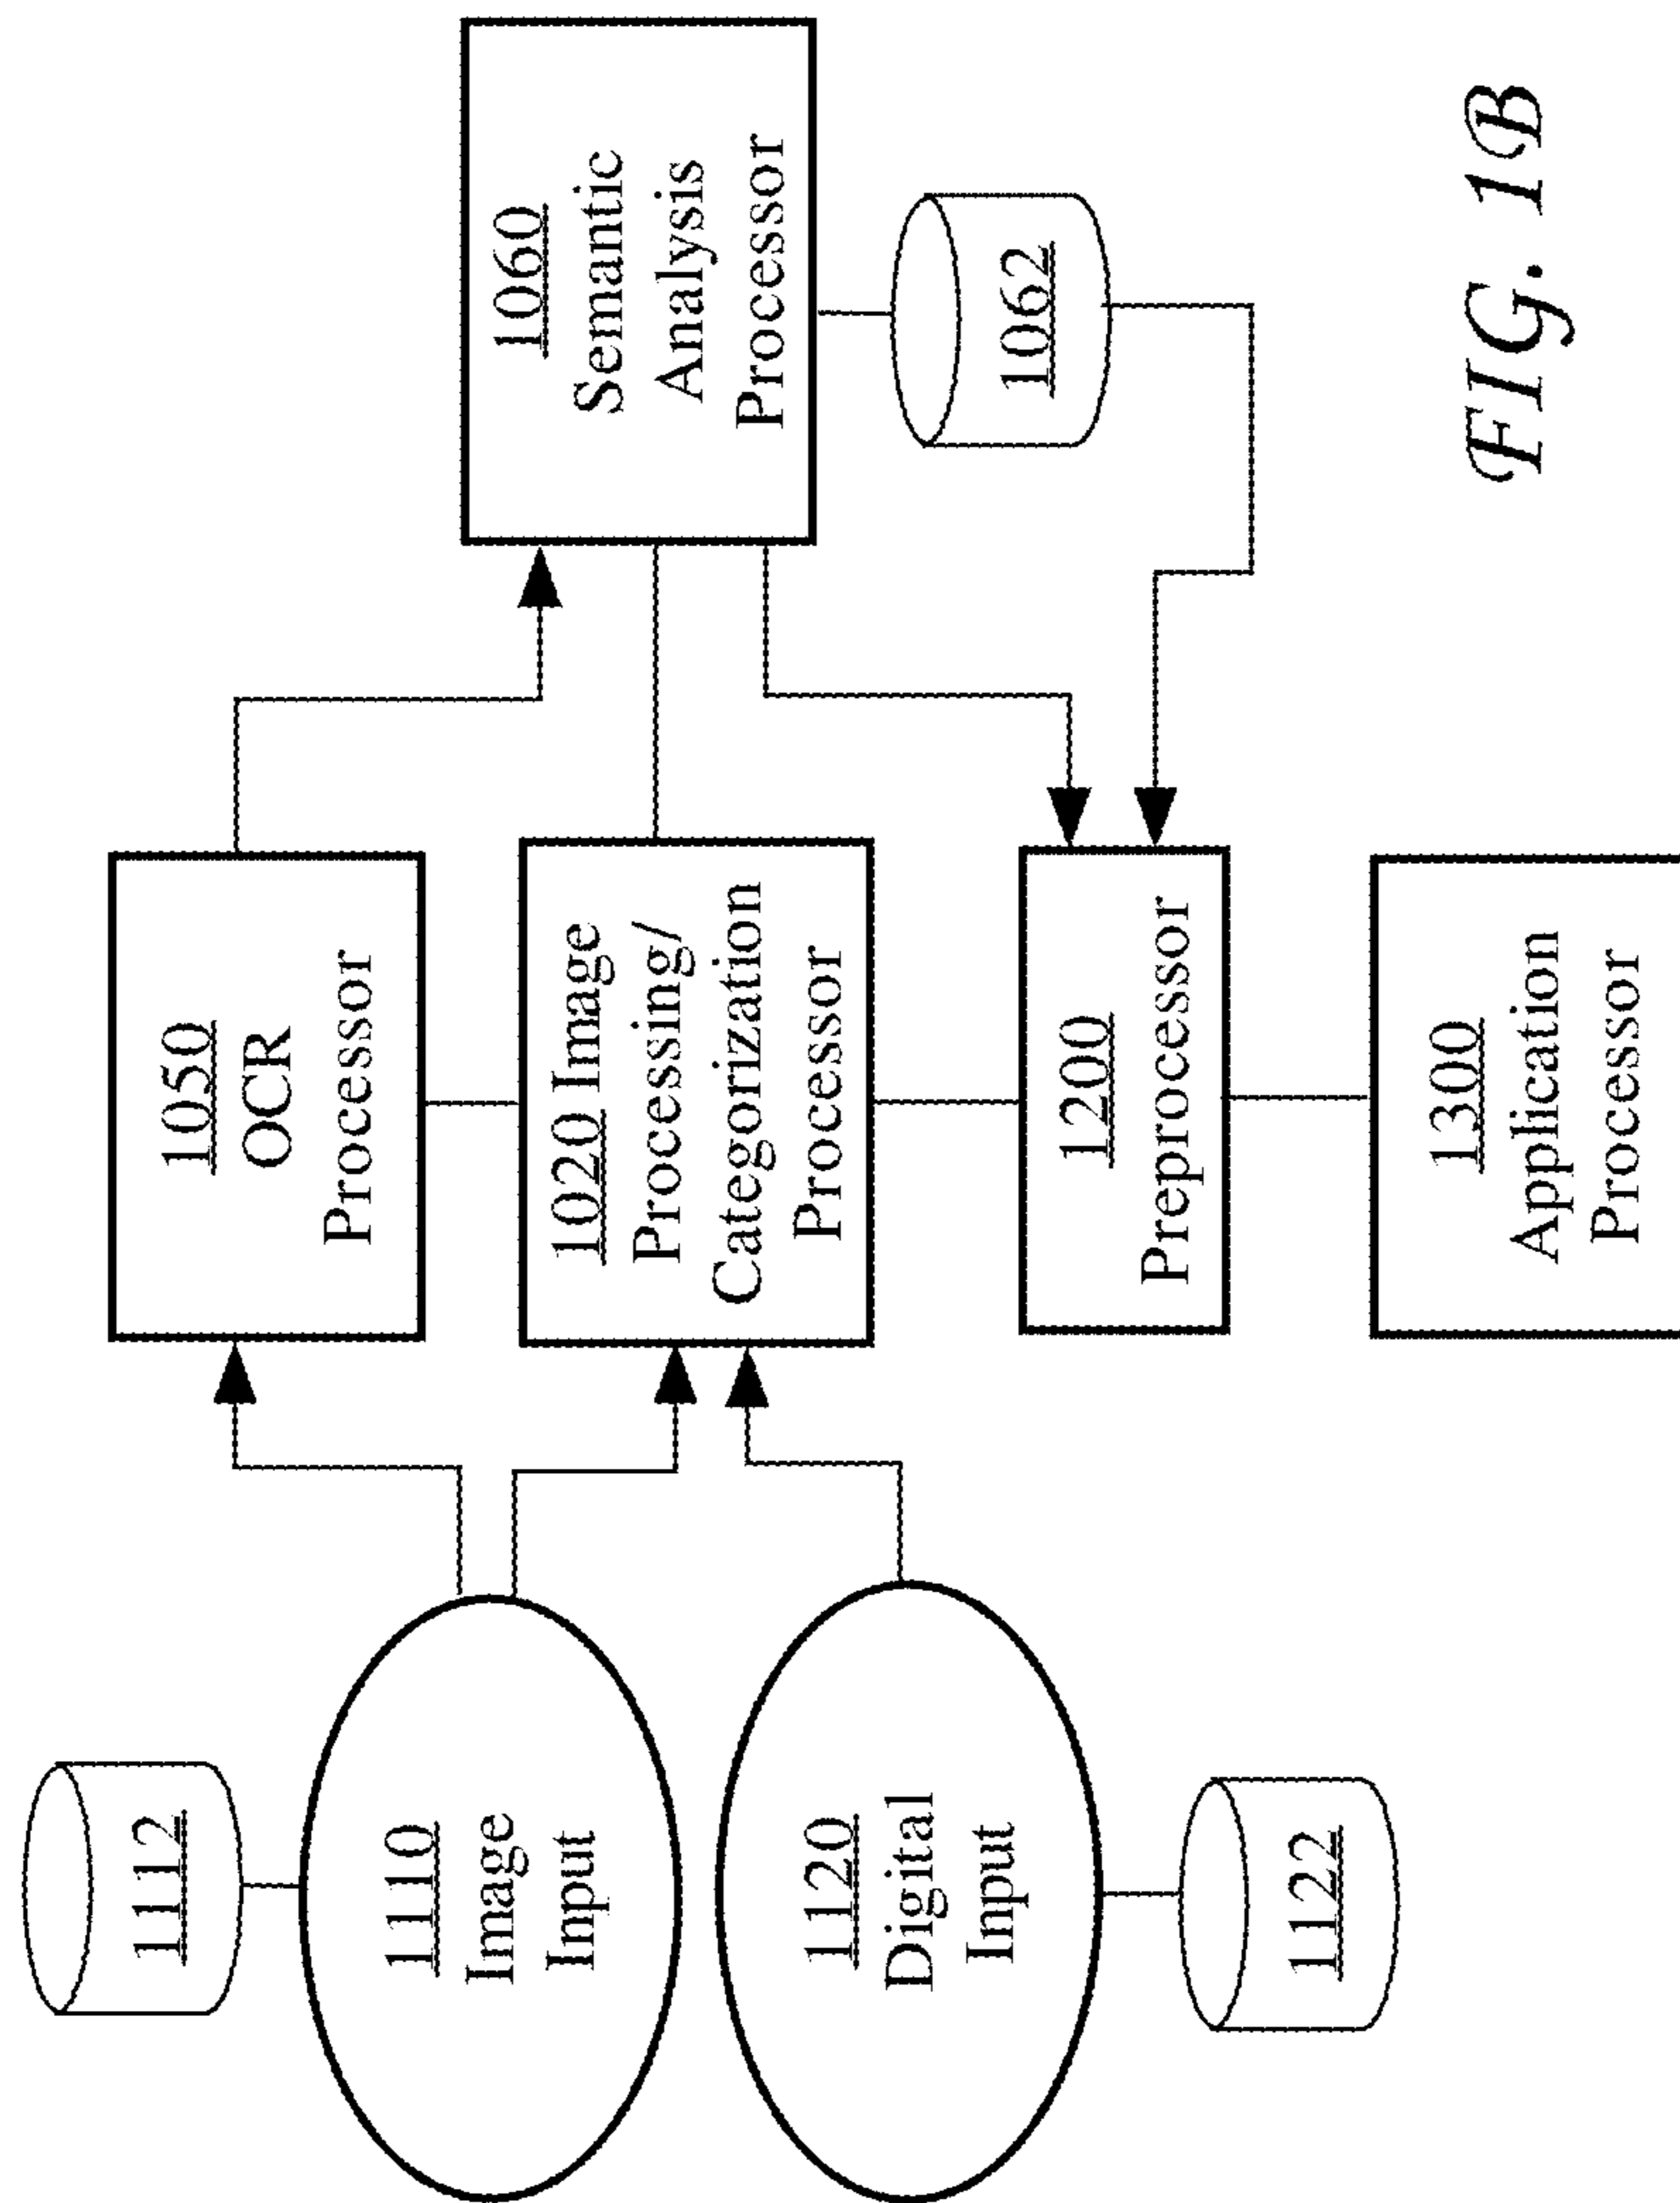 1112
1110
Image
Input
1120
Digital
Input
1122
1050
OCR
Processor
1020 Image
Processing/
Categorization
Processor
1200
Preprocessor
1300
Application
Processor
1060
Semantic
Analysis
Processor
1062
FIG. 1B